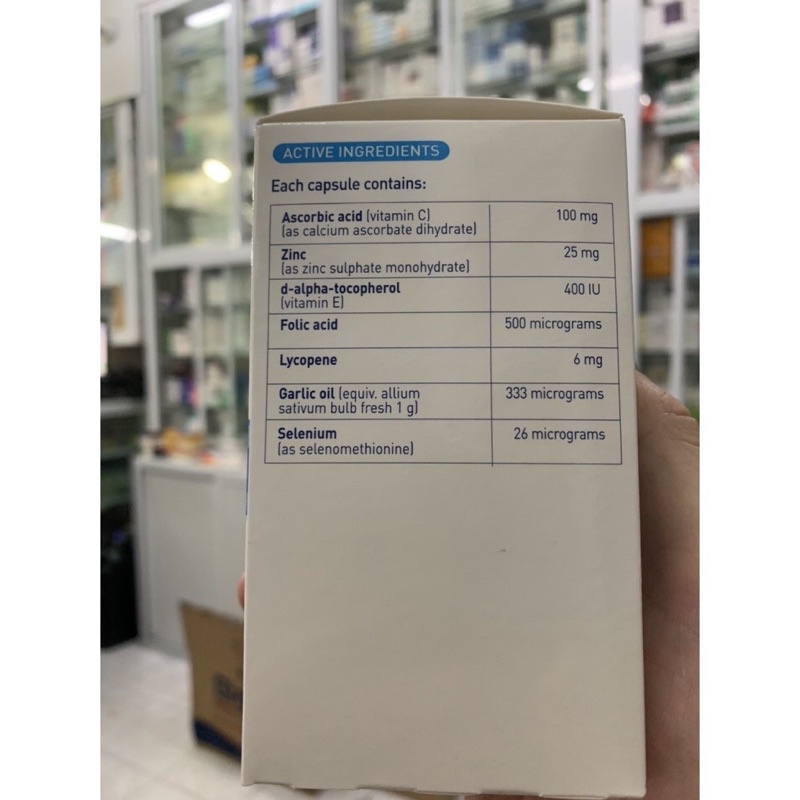 ACTIVE INGREDIENTS
Each capsule contains:
Ascorbic acid (vitamin C) 100 mg
(as calcium ascorbate dihydrate)
Zinc 25 mg
(as zinc sulphate monohydrate)
d-alpha-tocopherol 400 IU
(vitamin E)
Folic acid 500 micrograms
Lycopene 6 mg
Garlic oil (equiv. allium 333 micrograms
sativum bulb fresh 1 g)
Selenium 26 micrograms
(as selenomethionine)